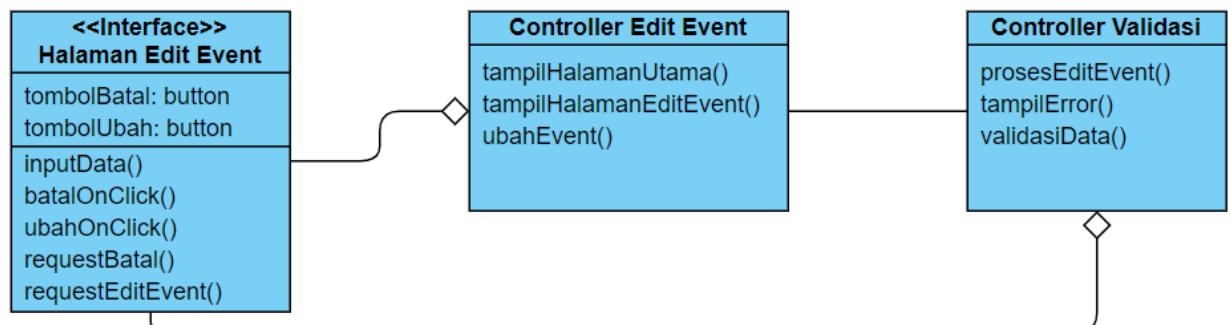 <<Interface>>
Halaman Edit Event
tombolBatal: button
tombolUbah: button
inputData()
batalOnClick()
ubahOnClick()
requestBatal()
requestEditEvent()
Controller Edit Event
tampilHalamanUtama()
tampilHalamanEditEvent()
ubahEvent()
Controller Validasi
prosesEditEvent()
tampilError()
validasiData()